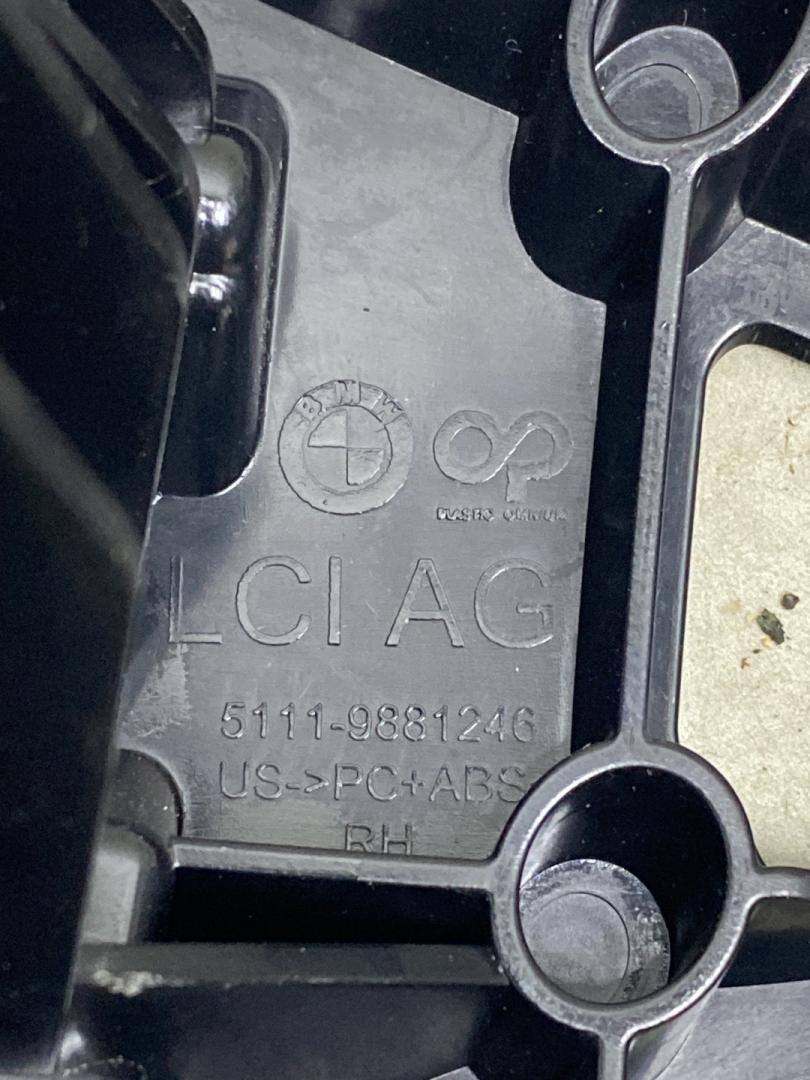 BMW
PLASTIC OMNIUM
LCI AG
5111-9881246
US->PC+ABS
RH